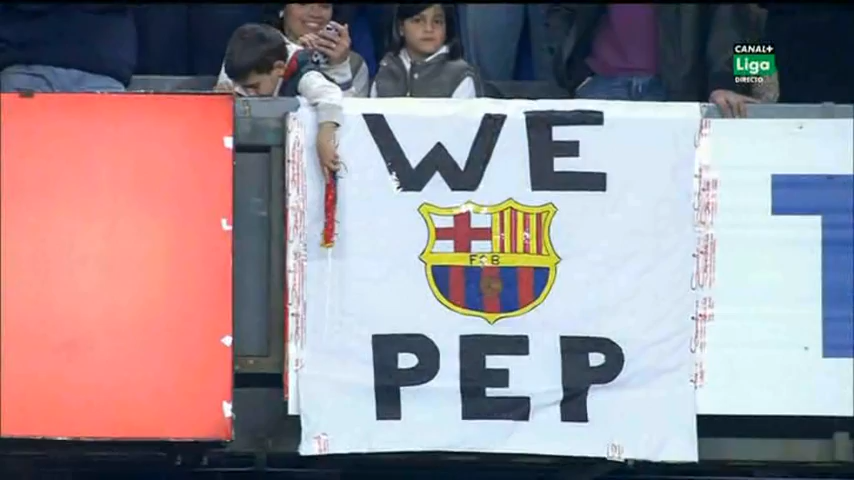 CANAL+
Liga
DIRECTO
WE
FCB
PEP